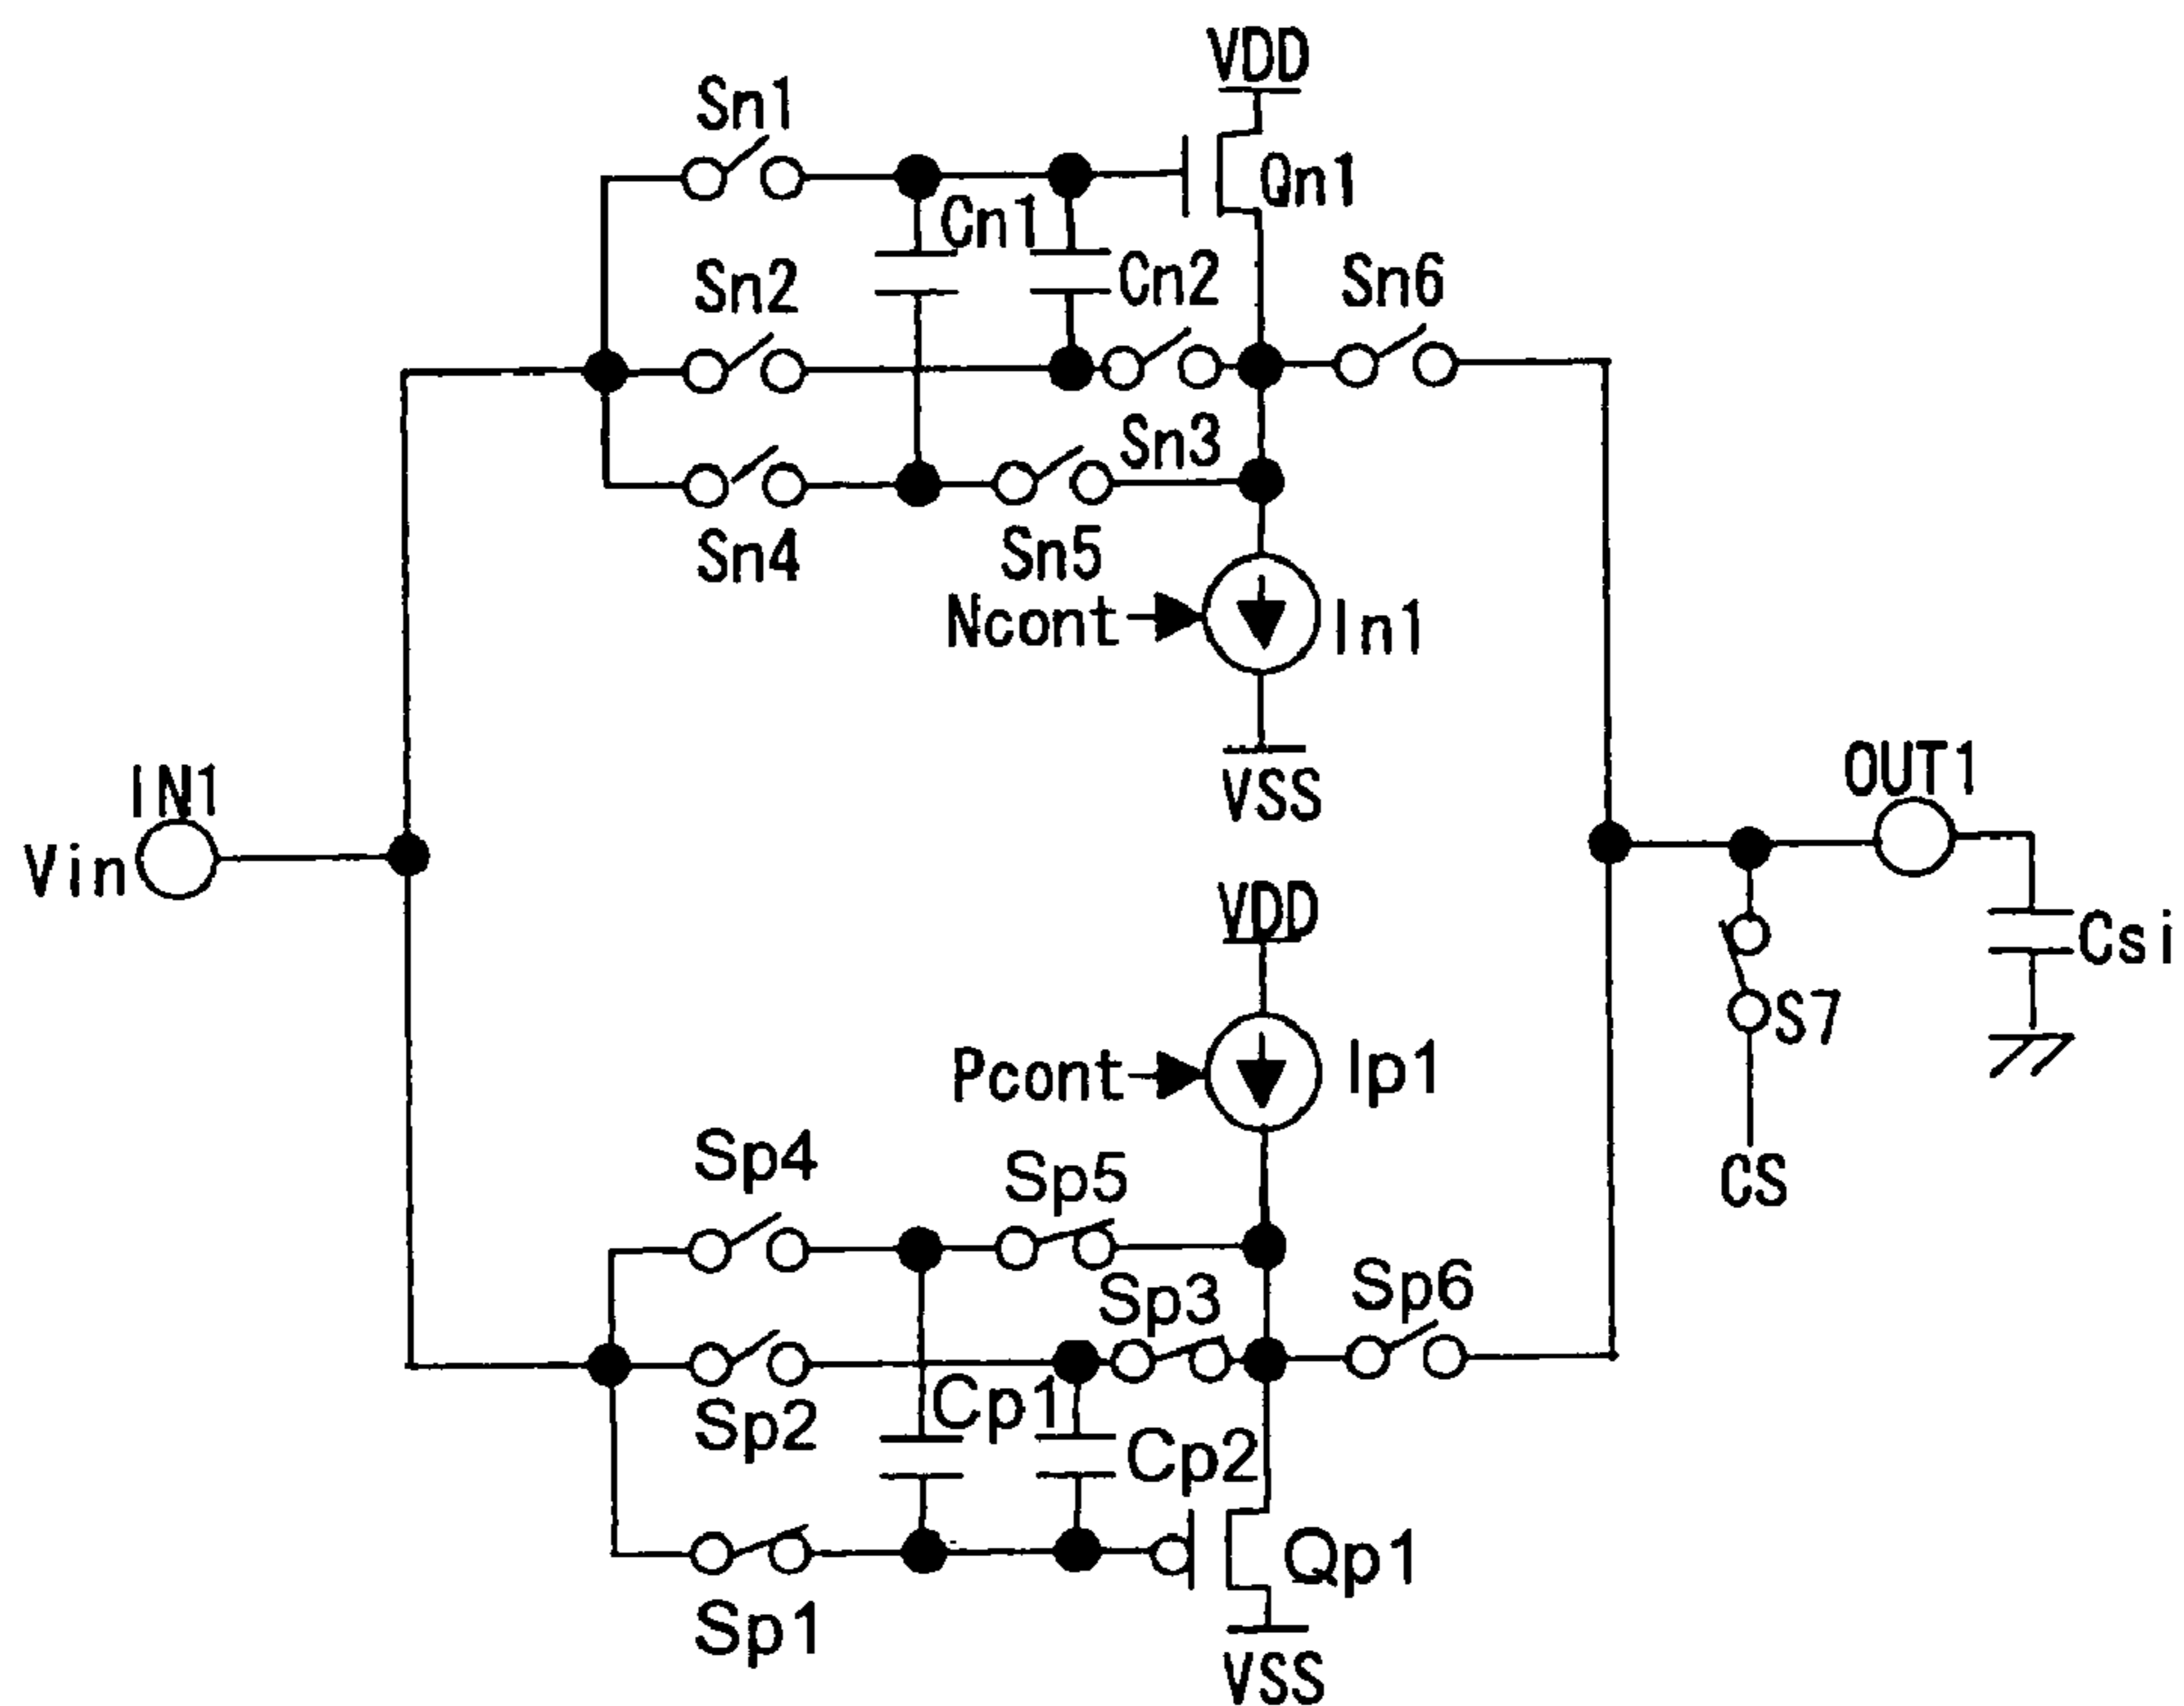 VDD
Sn1
Qn1
Cn1
Sn2
Cn2
Sn6
Sn3
Sn4
Sn5
Ncont
In1
VSS
IN1
Vin
OUT1
VDD
Csi
S7
Pcont
Ip1
CS
Sp4
Sp5
Sp3
Sp6
Sp2
Cp1
Cp2
Qp1
Sp1
VSS